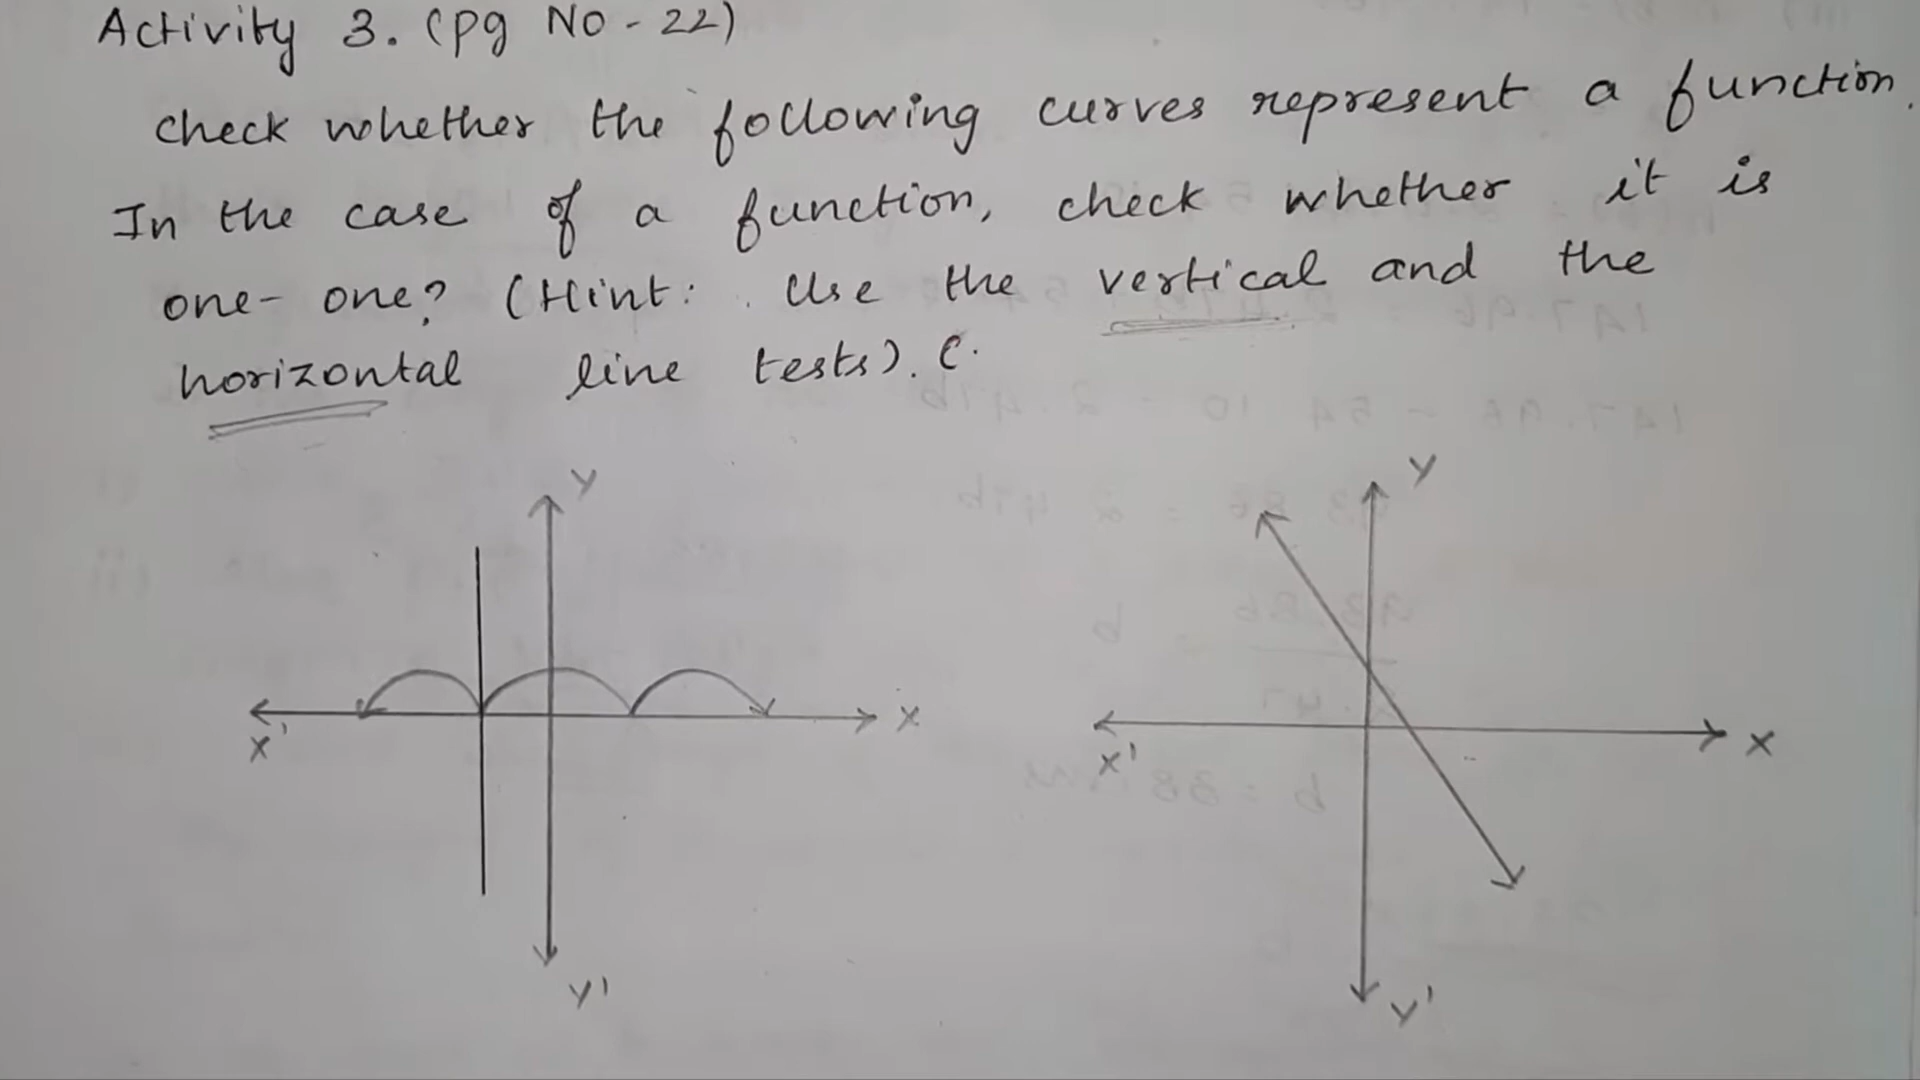 Activity 3. (pg No - 22)
check whether the following curves represent a function.
In the case of a function, check whether it is
one-one? (Hint: Use the vertical and the
horizontal line tests). (
Y
Y
X' X
X' X
Y'
Y'